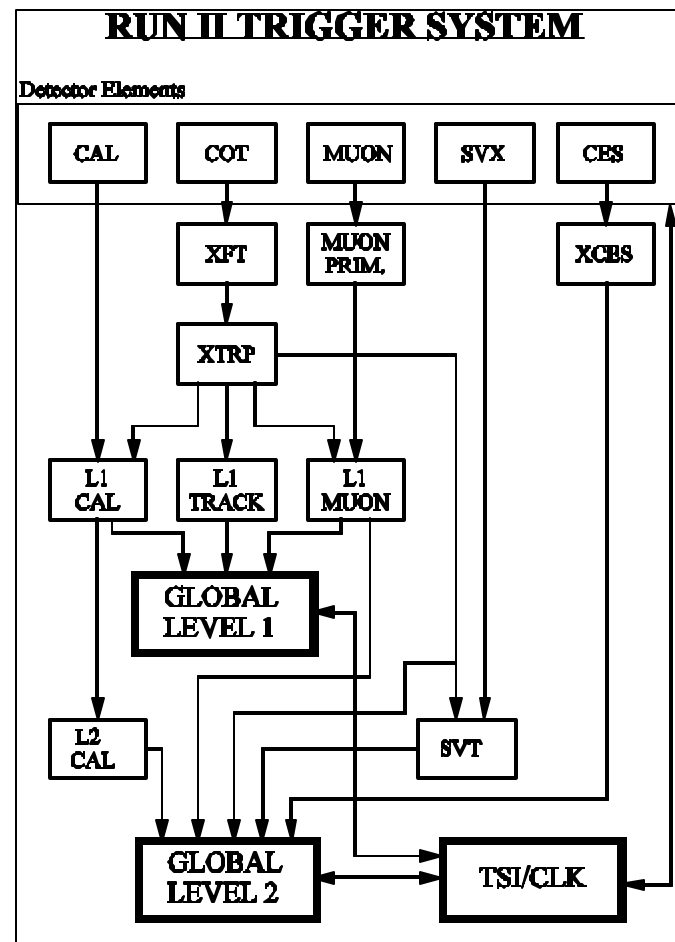 RUN II TRIGGER SYSTEM
Detector Elements
CAL
COT
MUON
SVX
CES
XFT
MUON
PRIM.
XCES
XTRP
L1
CAL
L1
TRACK
L1
MUON
GLOBAL
LEVEL 1
L2
CAL
SVT
GLOBAL
LEVEL 2
TSI/CLK